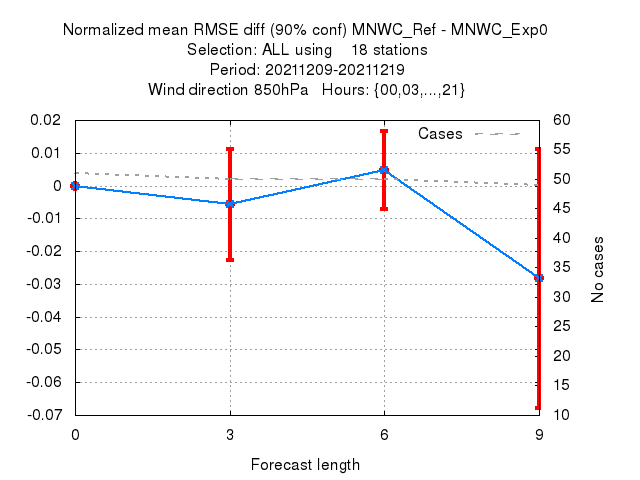 Normalized mean RMSE diff (90% conf) MNWC_Ref - MNWC_Exp0
Selection: ALL using 18 stations
Period: 20211209-20211219
Wind direction 850hPa Hours: {00,03,...,21}
Cases
0.02
0.01
0
-0.01
-0.02
-0.03
-0.04
-0.05
-0.06
-0.07
60
55
50
45
40
35
30
25
20
15
10
No cases
0 3 6 9
Forecast length